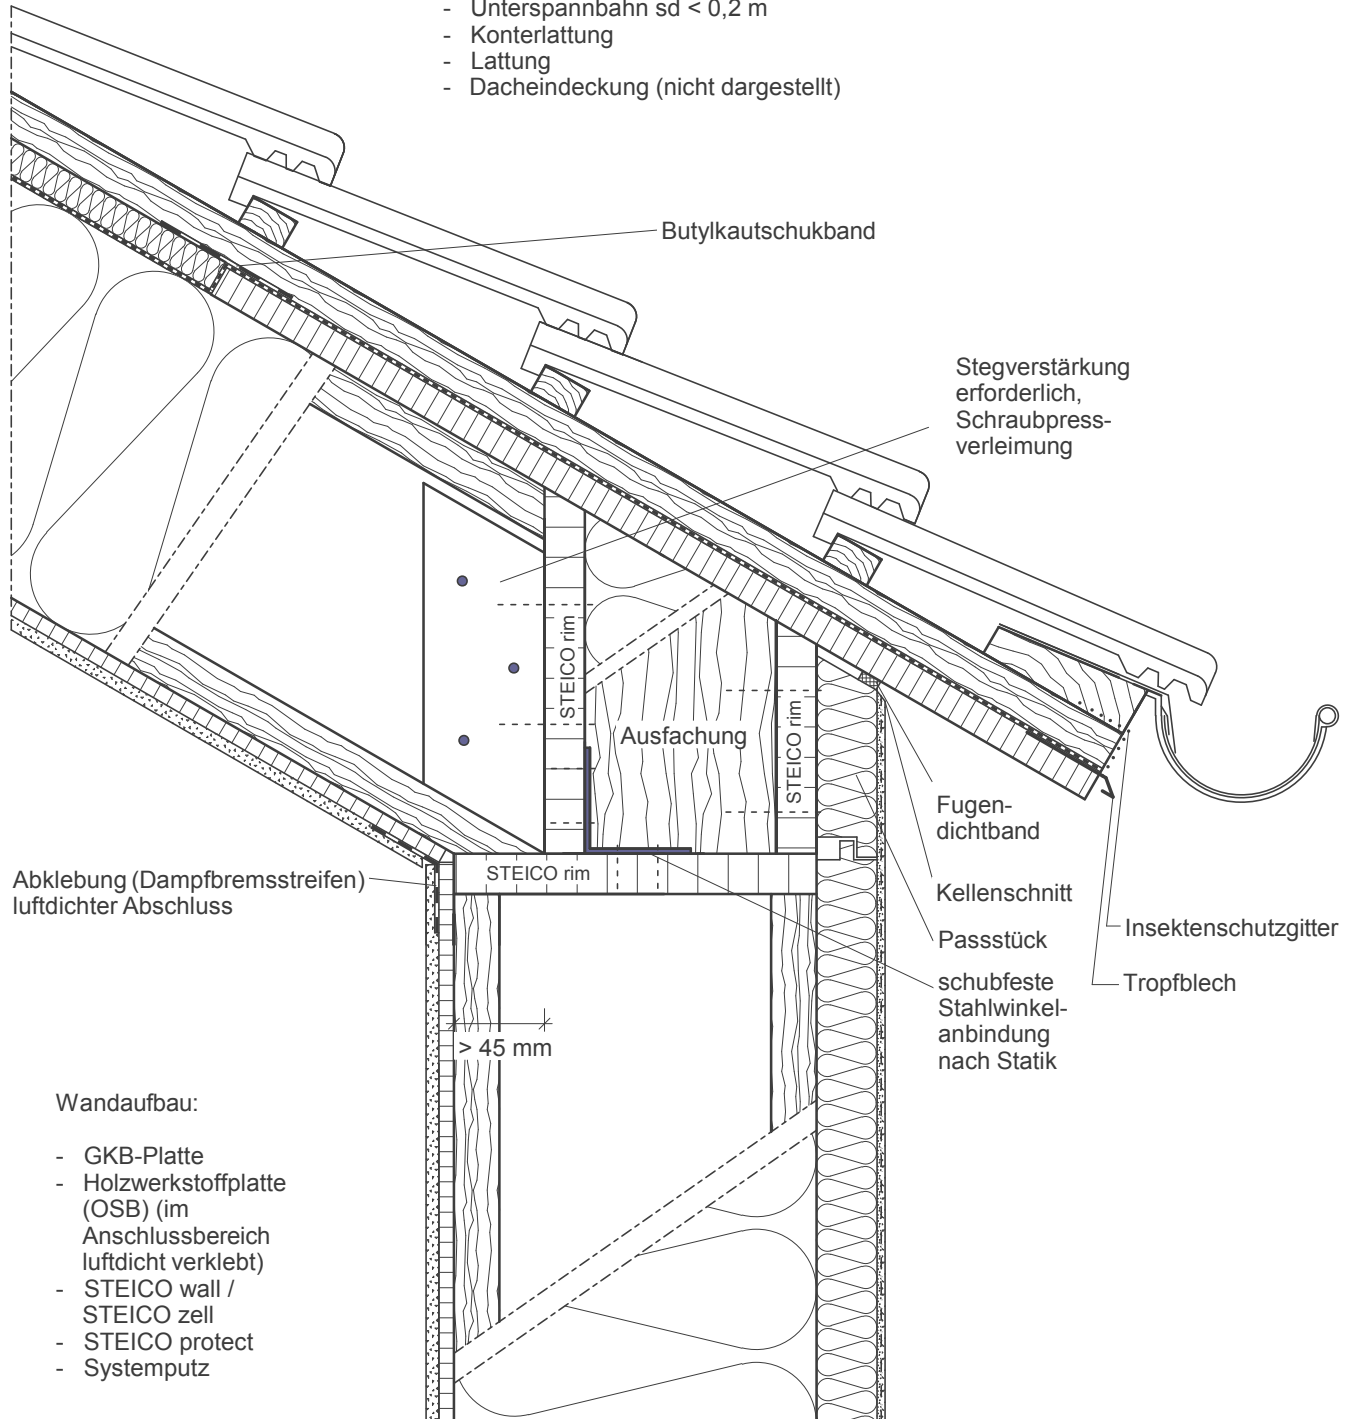 - Unterspannbahn sd < 0,2 m
- Konterlattung
- Lattung
- Dacheindeckung (nicht dargestellt)
Butylkautschukband
Stegverstärkung
erforderlich,
Schraubpress-
verleimung
STEICO rim
Ausfachung
STEICO rim
Fugen-
dichtband
STEICO rim
Abklebung (Dampfbremsstreifen)
luftdichter Abschluss
Kellenschnitt
Insektenschutzgitter
Passstück
Tropfblech
schubfeste
Stahlwinkel-
anbindung
nach Statik
> 45 mm
Wandaufbau:
- GKB-Platte
- Holzwerkstoffplatte
(OSB) (im
Anschlussbereich
luftdicht verklebt)
- STEICO wall /
STEICO zell
- STEICO protect
- Systemputz